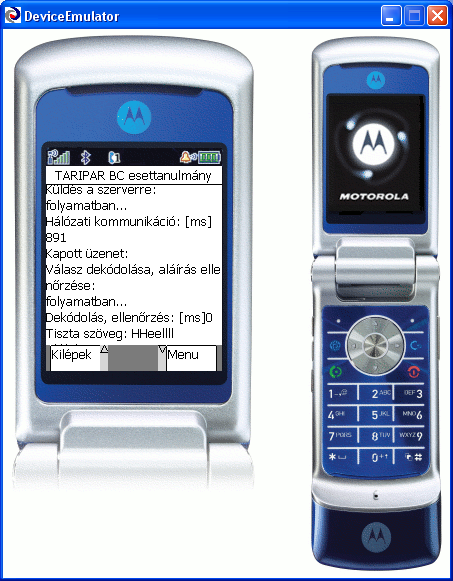 DeviceEmulator
TARIPAR BC esettanulmány
Küldés a szerverre:
folyamatban...
Hálózati kommunikáció: [ms]
891
Kapott üzenet:
Válasz dekódolása, aláírás elle
nőrzése:
folyamatban...
Dekódolás, ellenőrzés: [ms]0
Tiszta szöveg: HHeellll
Kilépek
Menu
MOTOROLA
1
2 ABC
DEF 3
4 GHI
5 JKL
MNO 6
7 PQRS
8 TUV
WXYZ 9
*
0 +
#